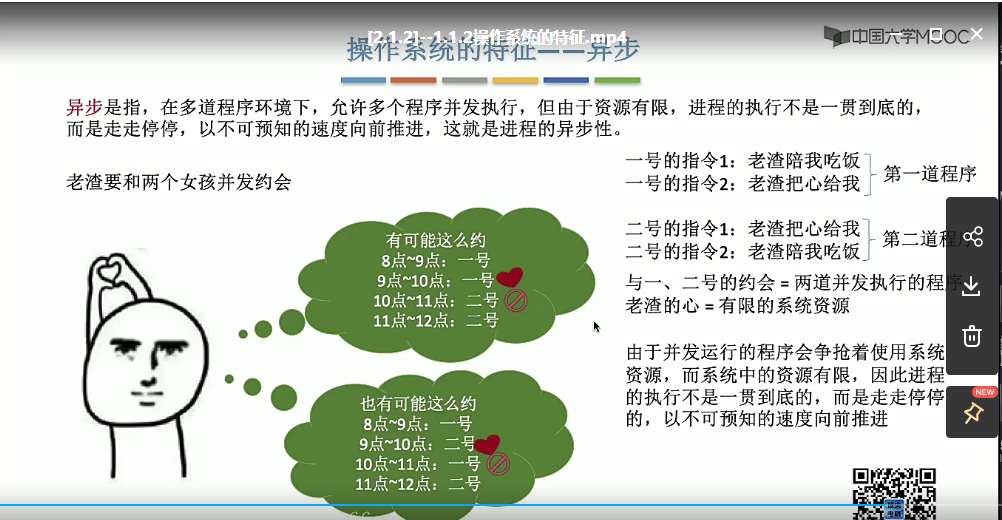 [2.1.2]--1.1.2操作系统的特征.mp4
操作系统的特征——异步
中国大学MOOC
异步是指，在多道程序环境下，允许多个程序并发执行，但由于资源有限，进程的执行不是一贯到底的，
而是走走停停，以不可预知的速度向前推进，这就是进程的异步性。
老渣要和两个女孩并发约会
有可能这么约
8点~9点：一号
9点~10点：一号
10点~11点：二号
11点~12点：二号
也有可能这么约
8点~9点：一号
9点~10点：二号
10点~11点：一号
11点~12点：二号
一号的指令1：老渣陪我吃饭
一号的指令2：老渣把心给我
第一道程序
二号的指令1：老渣把心给我
二号的指令2：老渣陪我吃饭
第二道程序
与一、二号的约会 = 两道并发执行的程序
老渣的心 = 有限的系统资源
由于并发运行的程序会争抢着使用系统
资源，而系统中的资源有限，因此进程
的执行不是一贯到底的，而是走走停停
的，以不可预知的速度向前推进
NEW